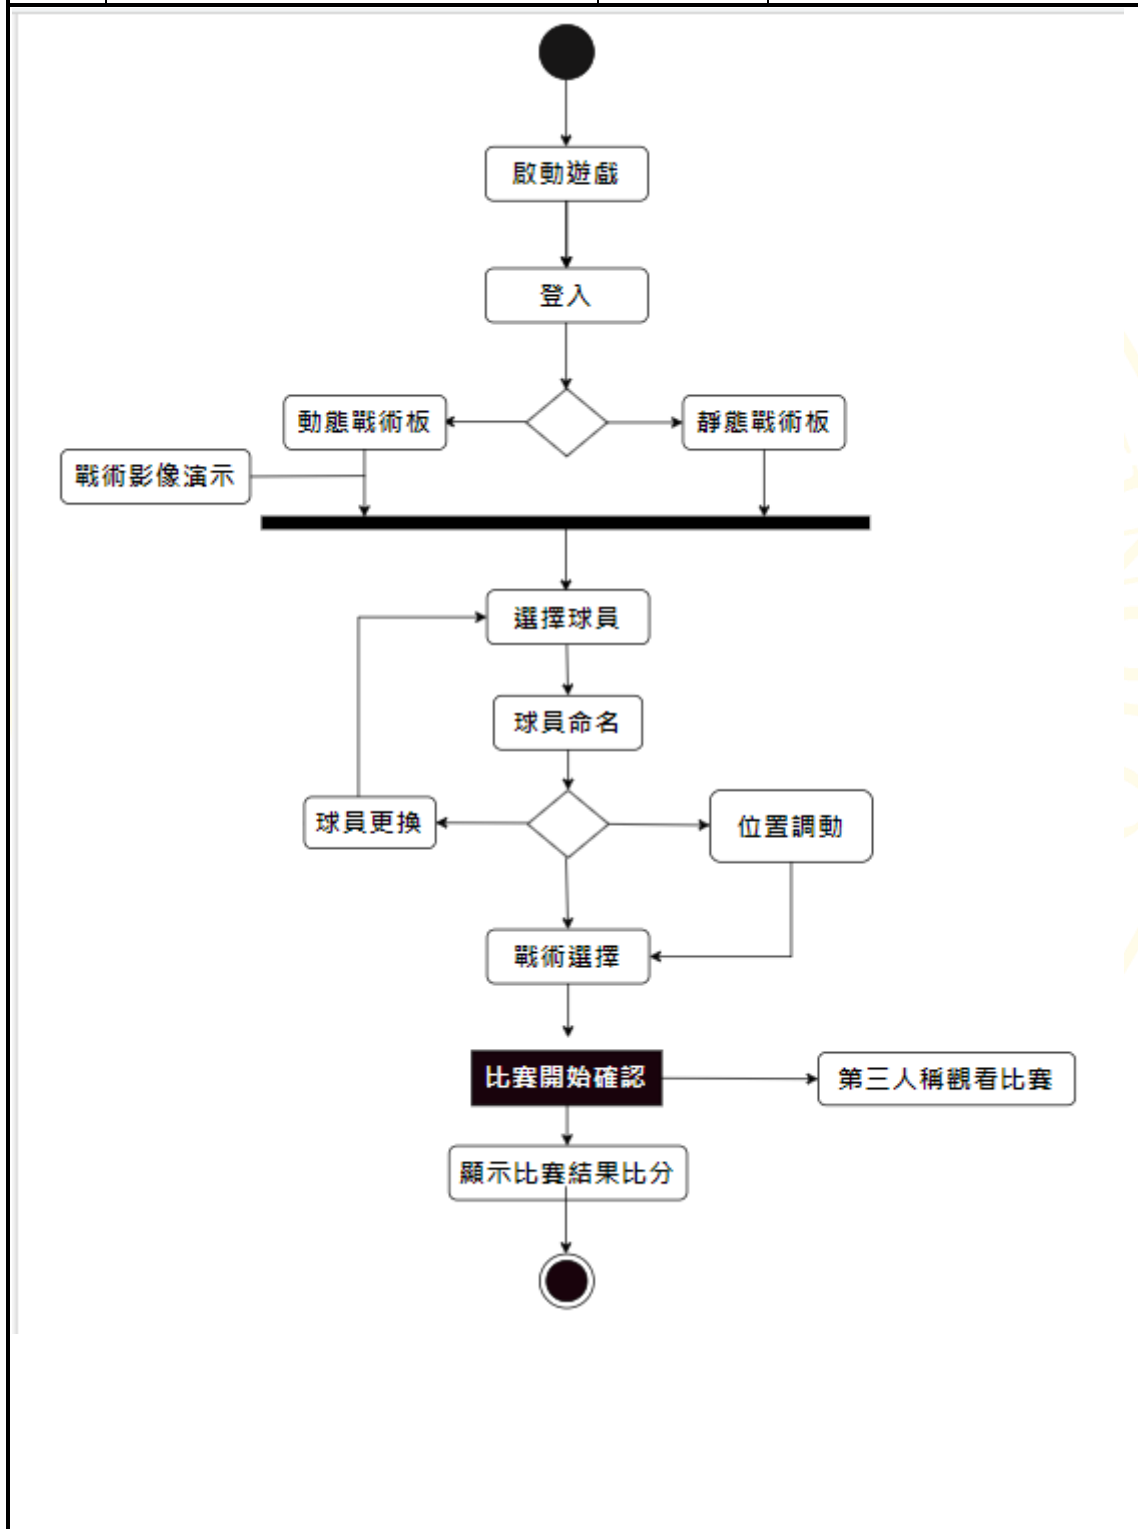 啟動遊戲
登入
動態戰術板
靜態戰術板
戰術影像演示
選擇球員
球員命名
球員更換
位置調動
戰術選擇
比賽開始確認
第三人稱觀看比賽
顯示比賽結果比分